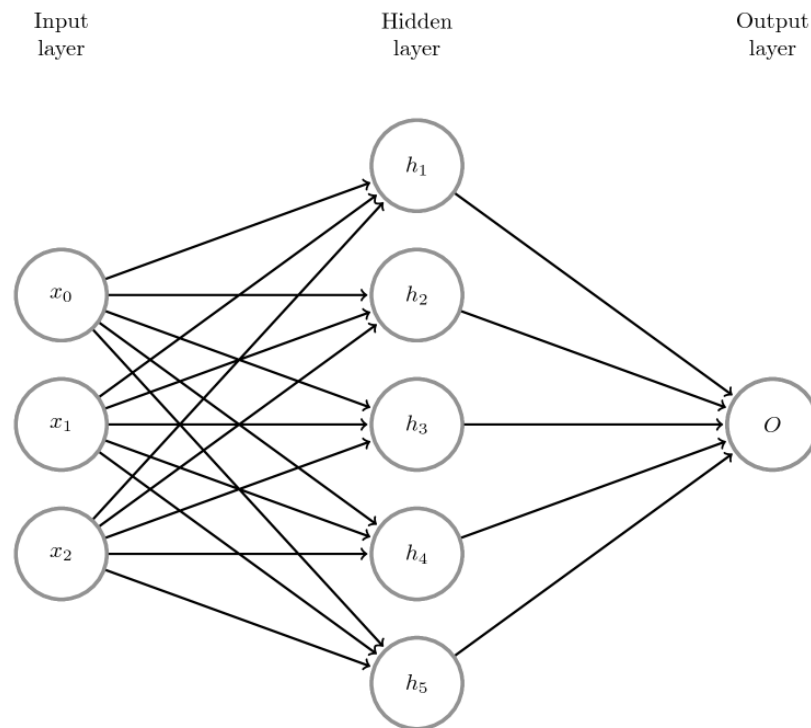 Input
layer
Hidden
layer
Output
layer
h₁
x₀
h₂
x₁
h₃
O
x₂
h₄
h₅